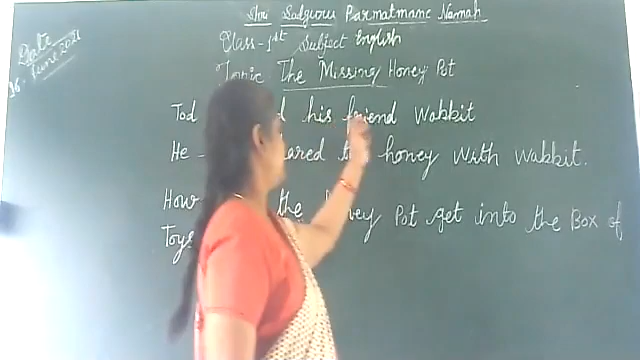 Shri Sadguru Parmatmane Namah
Date
16 June 2021
Class-1st Subject English
Topic The Missing Honey Pot
Tod his friend Wabbit
He honey with Wabbit.
How the Pot get into the Box of
Toys